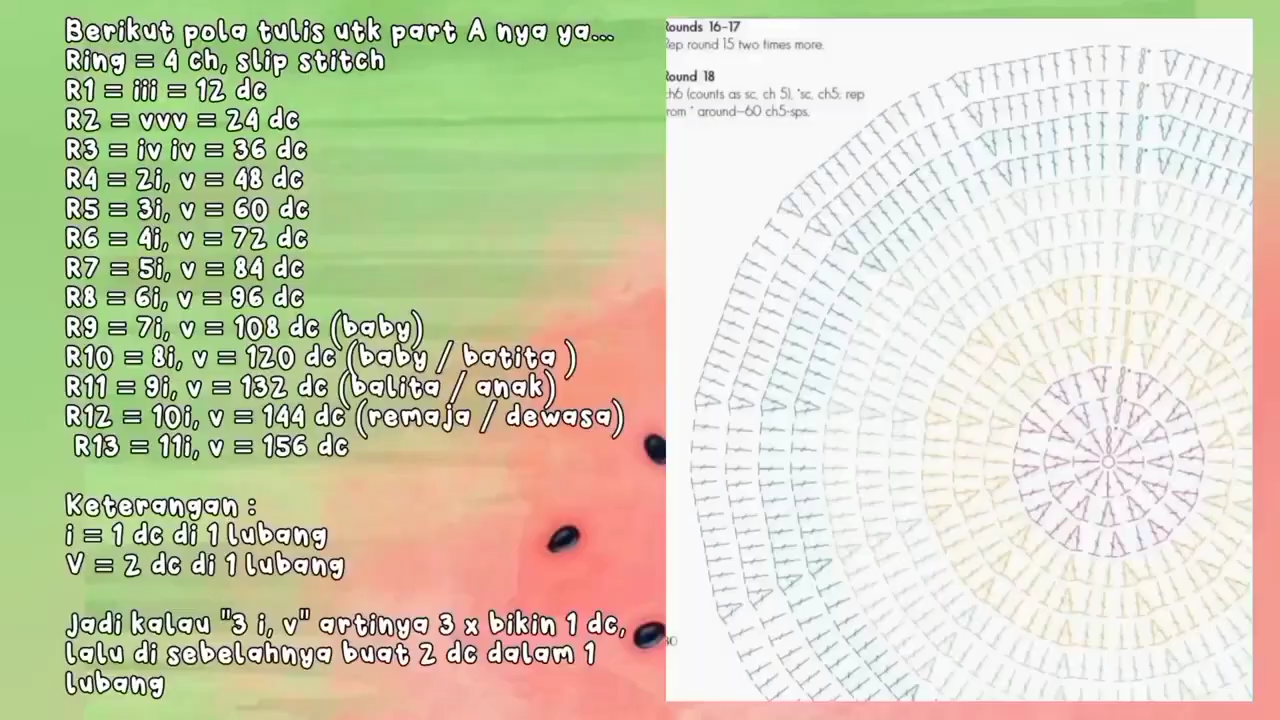 Berikut pola tulis utk part A nya ya...
Ring = 4 ch, slip stitch
R1 = iii = 12 dc
R2 = vvv = 24 dc
R3 = iv iv = 36 dc
R4 = 2i, v = 48 dc
R5 = 3i, v = 60 dc
R6 = 4i, v = 72 dc
R7 = 5i, v = 84 dc
R8 = 6i, v = 96 dc
R9 = 7i, v = 108 dc (baby)
R10 = 8i, v = 120 dc (baby / batita )
R11 = 9i, v = 132 dc (balita / anak)
R12 = 10i, v = 144 dc (remaja / dewasa)
R13 = 11i, v = 156 dc
Keterangan :
i = 1 dc di 1 lubang
V = 2 dc di 1 lubang
Jadi kalau "3 i, v" artinya 3 x bikin 1 dc,
lalu di sebelahnya buat 2 dc dalam 1
lubang
Rounds 16–17
Rep round 15 two times more.
Round 18
ch6 (counts as sc, ch 5), *sc, ch5; rep
from * around—60 ch5-sps.